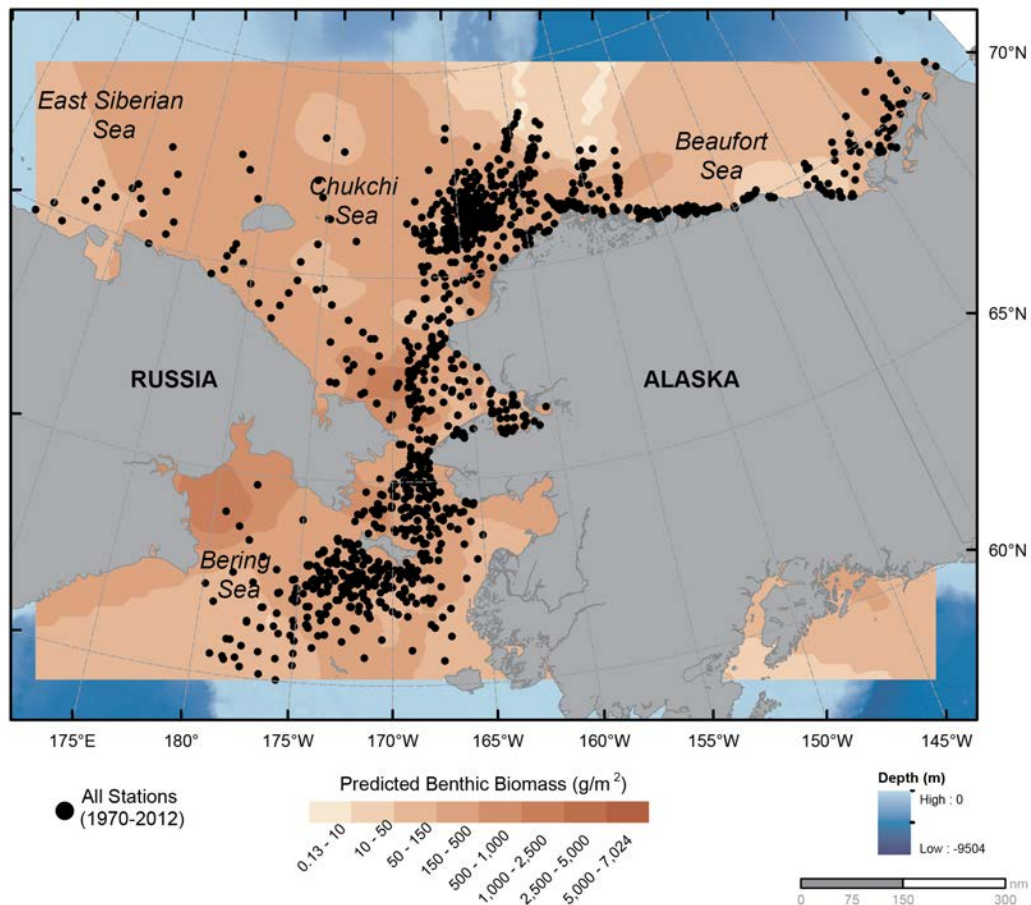 70°N
East Siberian
Sea
Beaufort
Sea
Chukchi
Sea
65°N
RUSSIA
ALASKA
60°N
Bering
Sea
175°E
180°
175°W
170°W
165°W
160°W
155°W
150°W
145°W
All Stations
(1970-2012)
Predicted Benthic Biomass (g/m²)
0.13 - 10
10 - 50
50 - 150
150 - 500
500 - 1,000
1,000 - 2,500
2,500 - 5,000
5,000 - 7,024
Depth (m)
High : 0
Low : -9504
nm
0 75 150 300